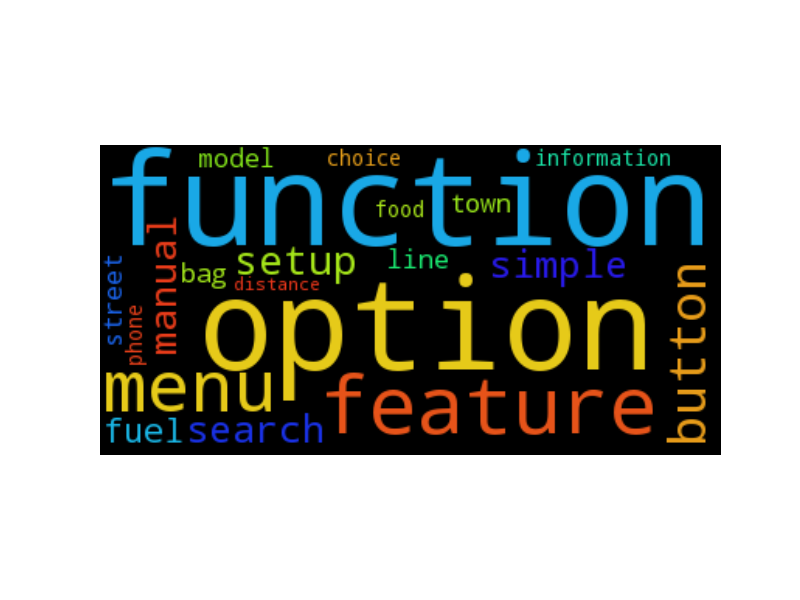 model choice information
function
food town
street manual bag setup line simple
distance
phone option button
menu feature
fuel search